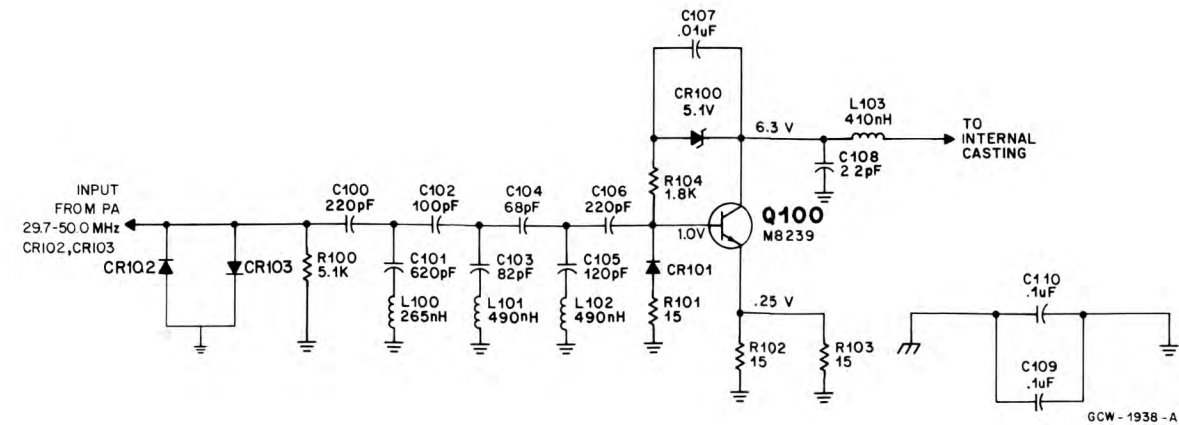 C107
.01uF
CR100
5.1V
L103
410nH
TO
INTERNAL
CASTING
6.3 V
C108
22pF
R104
1.8K
INPUT
FROM PA
29.7-50.0 MHz
CR102,CR103
C100
220pF
C102
100pF
C104
68pF
C106
220pF
1.0V
Q100
M8239
CR102
CR103
R100
5.1K
C101
620pF
C103
82pF
C105
120pF
CR101
L100
265nH
L101
490nH
L102
490nH
R101
15
.25 V
R102
15
R103
15
C110
.1uF
C109
.1uF
GCW-1938-A